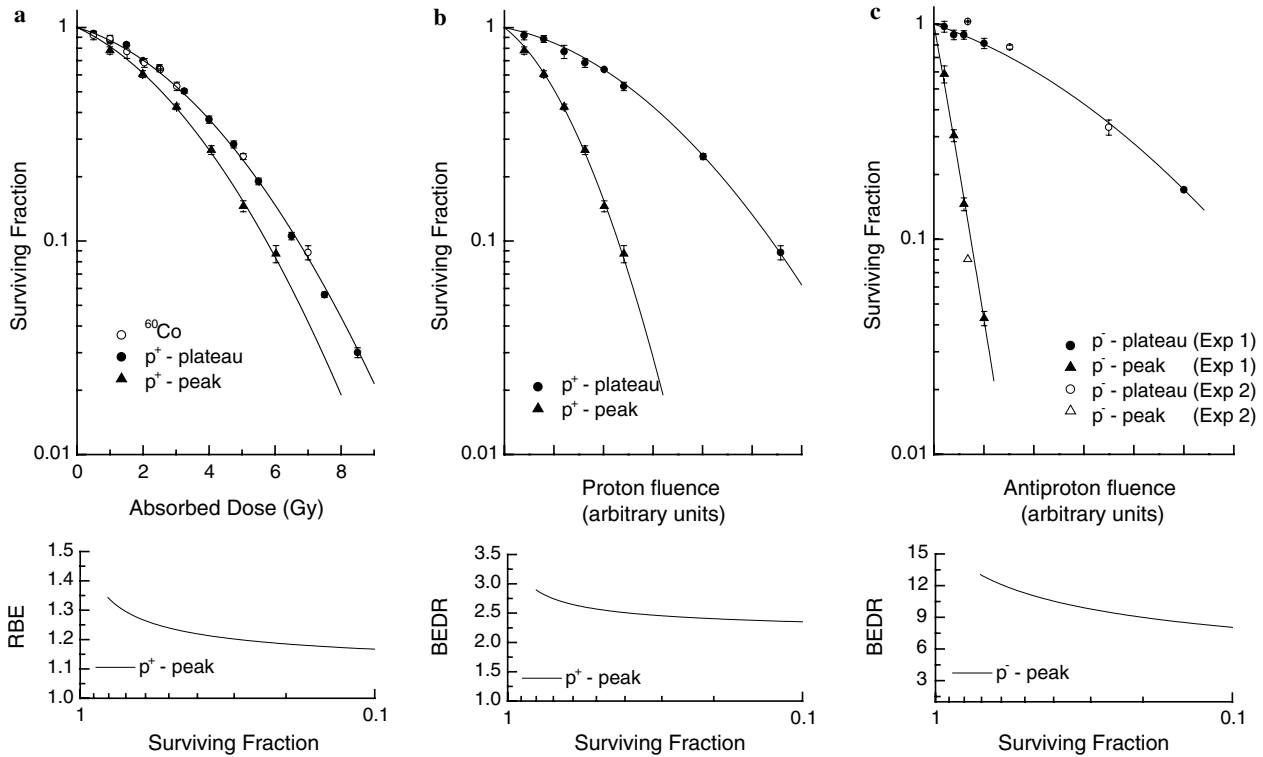 a
1
0.1
0.01
Surviving Fraction
⁶⁰Co
p⁺ - plateau
p⁺ - peak
0 2 4 6 8
Absorbed Dose (Gy)
1.5
1.4
1.3
1.2
1.1
1.0
RBE
p⁺ - peak
1 0.1
Surviving Fraction
b
1
0.1
0.01
Surviving Fraction
p⁺ - plateau
p⁺ - peak
Proton fluence
(arbitrary units)
3.5
3.0
2.5
2.0
1.5
1.0
BEDR
p⁺ - peak
1 0.1
Surviving Fraction
c
1
0.1
0.01
Surviving Fraction
p⁻ - plateau (Exp 1)
p⁻ - peak (Exp 1)
p⁻ - plateau (Exp 2)
p⁻ - peak (Exp 2)
Antiproton fluence
(arbitrary units)
15
12
9
6
3
BEDR
p⁻ - peak
1 0.1
Surviving Fraction